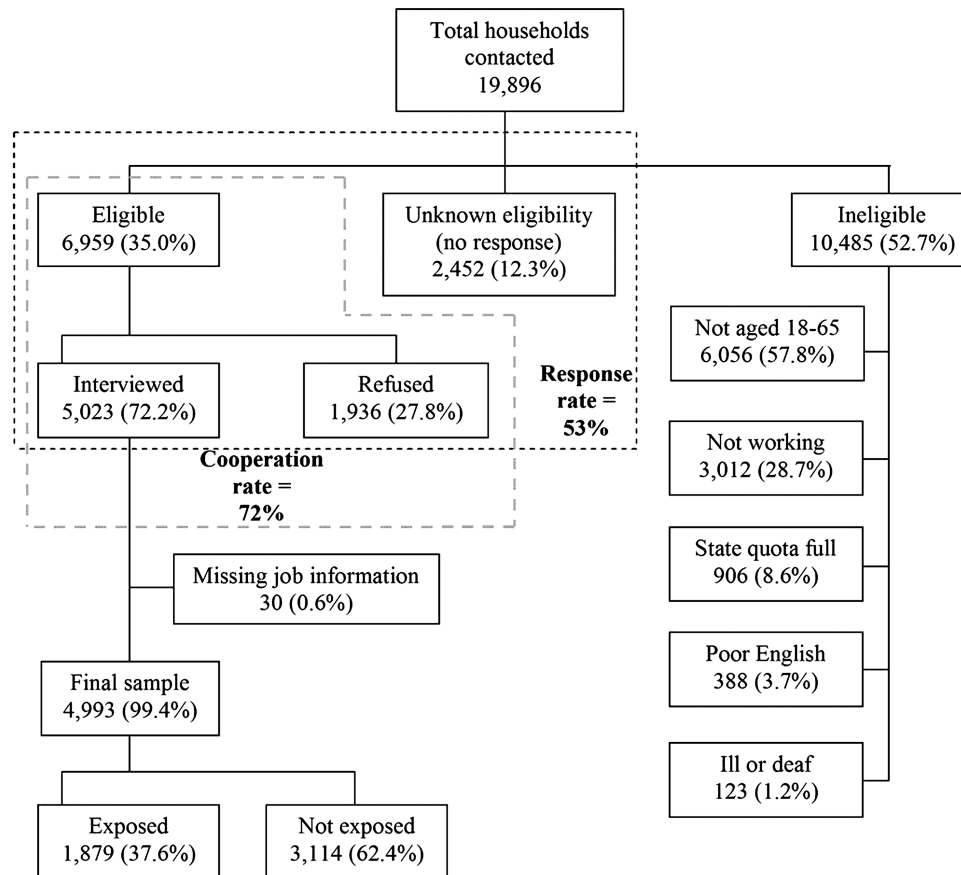 Total households
contacted
19,896
Eligible
6,959 (35.0%)
Unknown eligibility
(no response)
2,452 (12.3%)
Ineligible
10,485 (52.7%)
Interviewed
5,023 (72.2%)
Refused
1,936 (27.8%)
Response
rate =
53%
Cooperation
rate =
72%
Not aged 18-65
6,056 (57.8%)
Not working
3,012 (28.7%)
State quota full
906 (8.6%)
Poor English
388 (3.7%)
Ill or deaf
123 (1.2%)
Missing job information
30 (0.6%)
Final sample
4,993 (99.4%)
Exposed
1,879 (37.6%)
Not exposed
3,114 (62.4%)